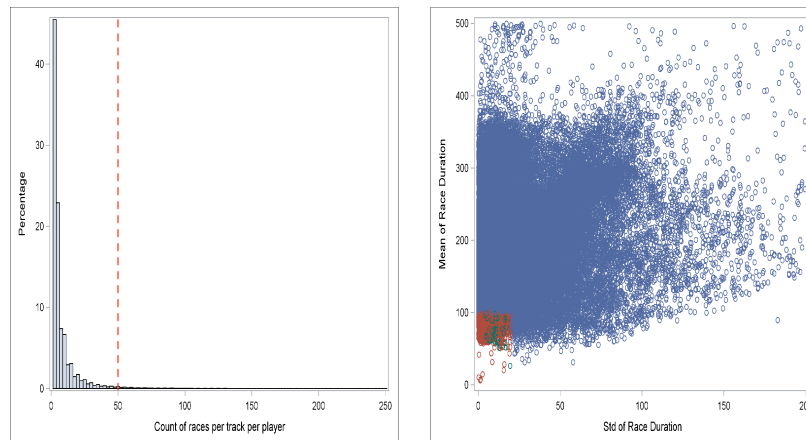 Percentage
40
30
20
10
0
0 50 100 150 200 250
Count of races per track per player
Mean of Race Duration
500
400
300
200
100
0
0 50 100 150 200
Std of Race Duration